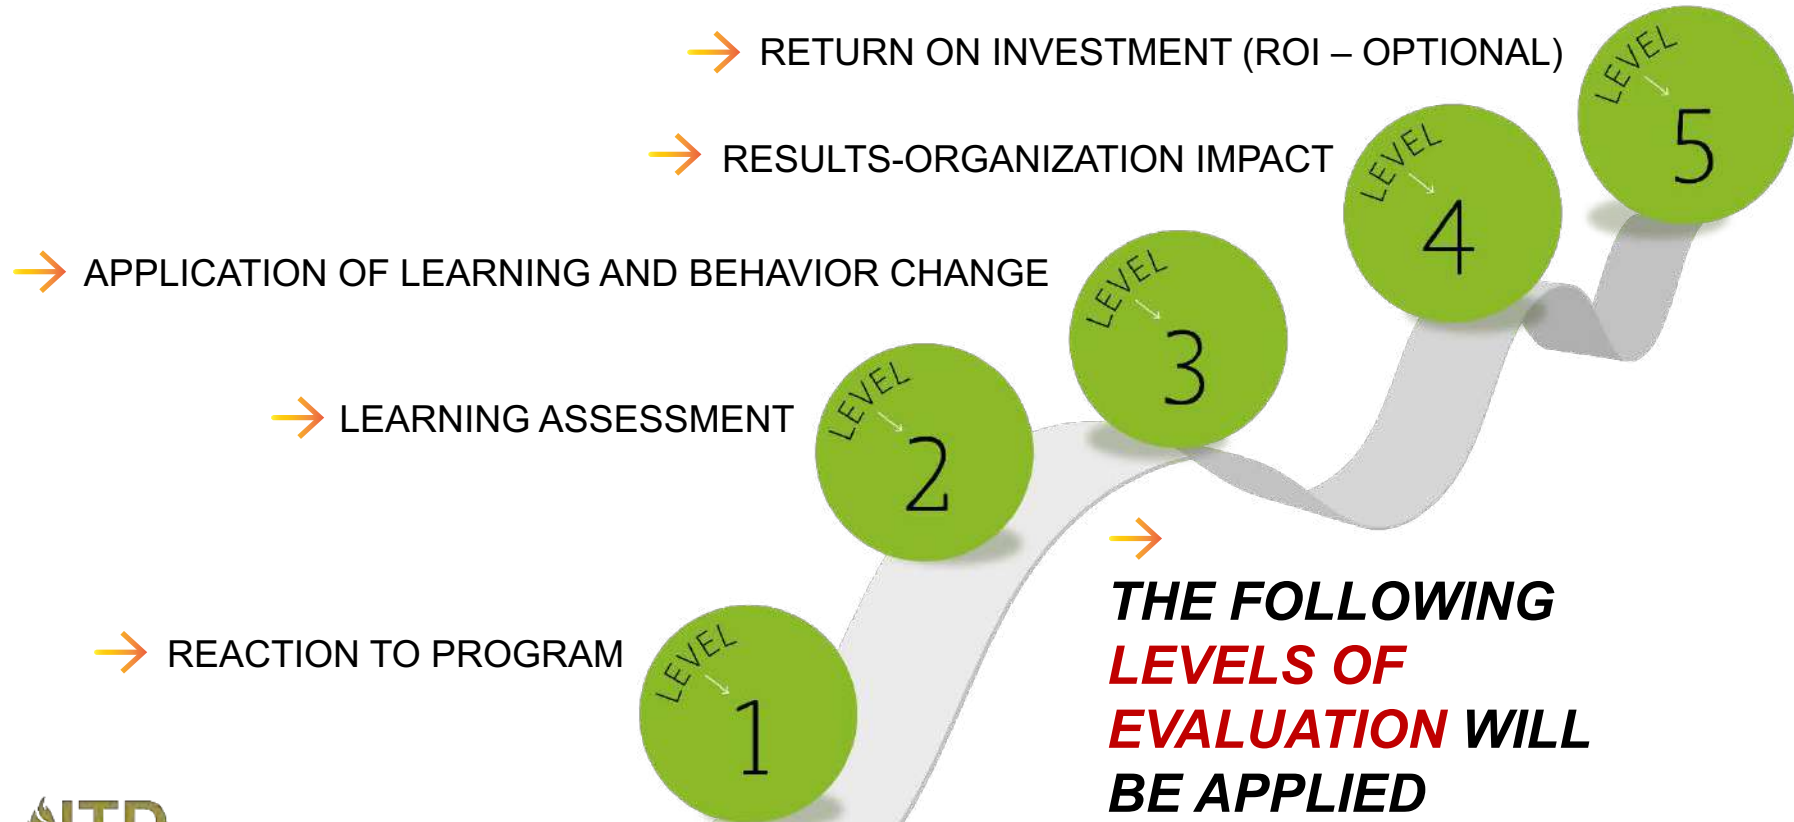 RETURN ON INVESTMENT (ROI – OPTIONAL)
LEVEL
5
RESULTS-ORGANIZATION IMPACT
LEVEL
4
APPLICATION OF LEARNING AND BEHAVIOR CHANGE
LEVEL
3
LEARNING ASSESSMENT
LEVEL
2
REACTION TO PROGRAM
LEVEL
1
THE FOLLOWING
LEVELS OF
EVALUATION WILL
BE APPLIED